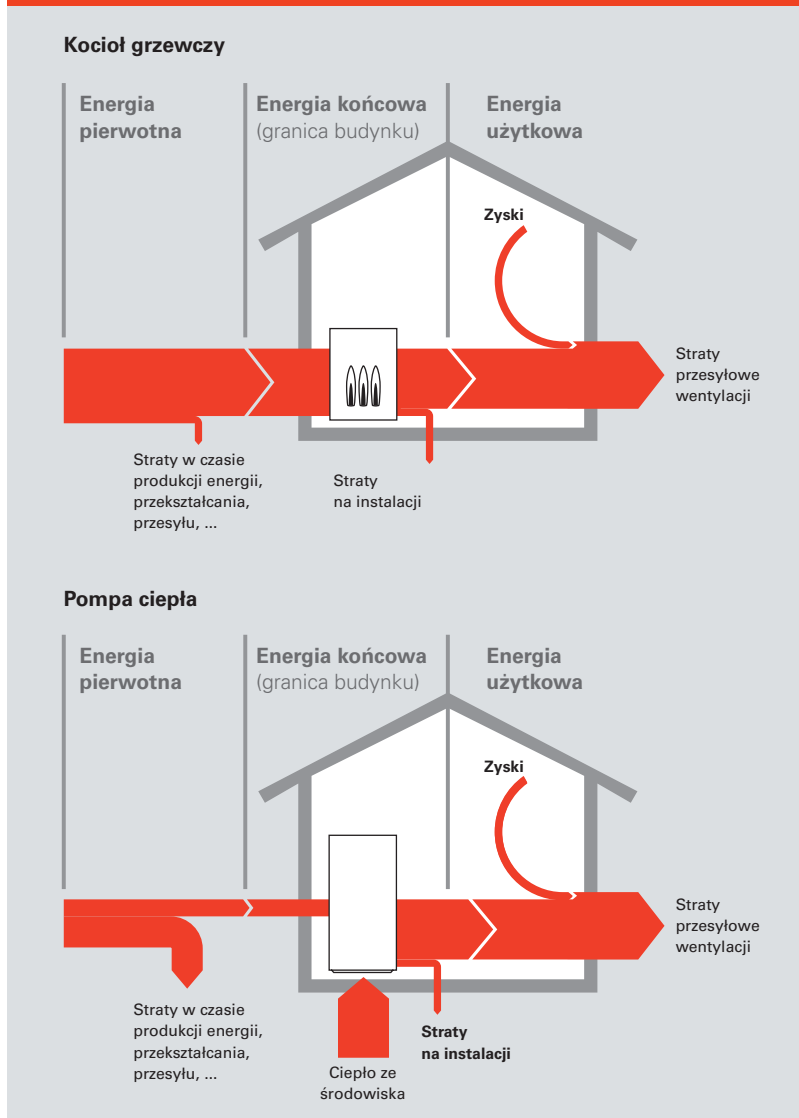 Kocioł grzewczy
Energia
pierwotna
Energia końcowa
(granica budynku)
Energia
użytkowa
Zyski
Straty
przesyłowe
wentylacji
Straty w czasie
produkcji energii,
przekształcania,
przesyłu, ...
Straty
na instalacji
Pompa ciepła
Energia
pierwotna
Energia końcowa
(granica budynku)
Energia
użytkowa
Zyski
Straty
przesyłowe
wentylacji
Straty w czasie
produkcji energii,
przekształcania,
przesyłu, ...
Straty
na instalacji
Ciepło ze
środowiska